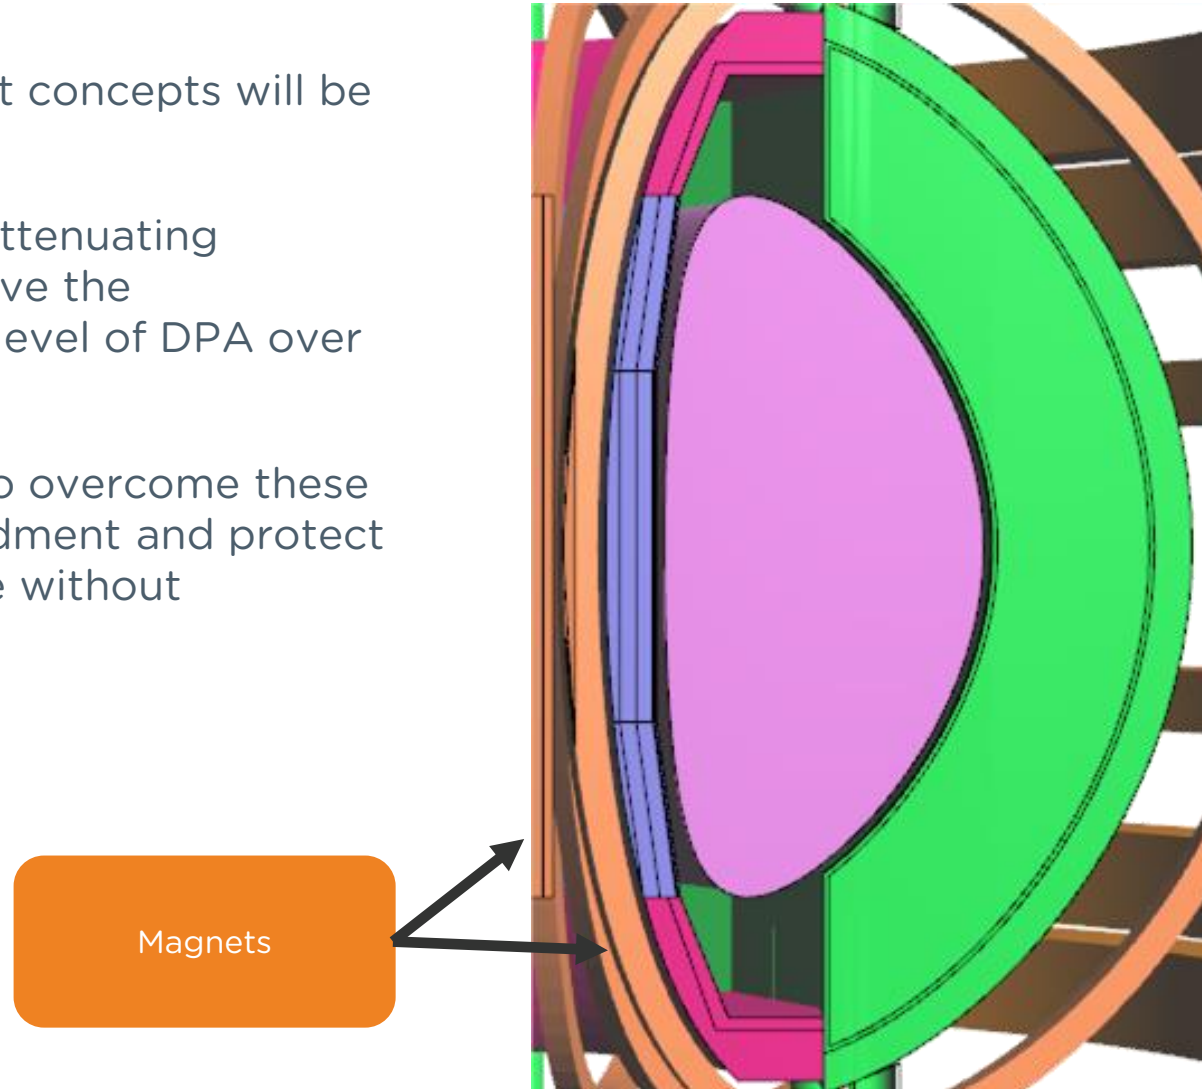 t concepts will be
ttenuating
ve the
evel of DPA over
o overcome these
dment and protect
e without
Magnets